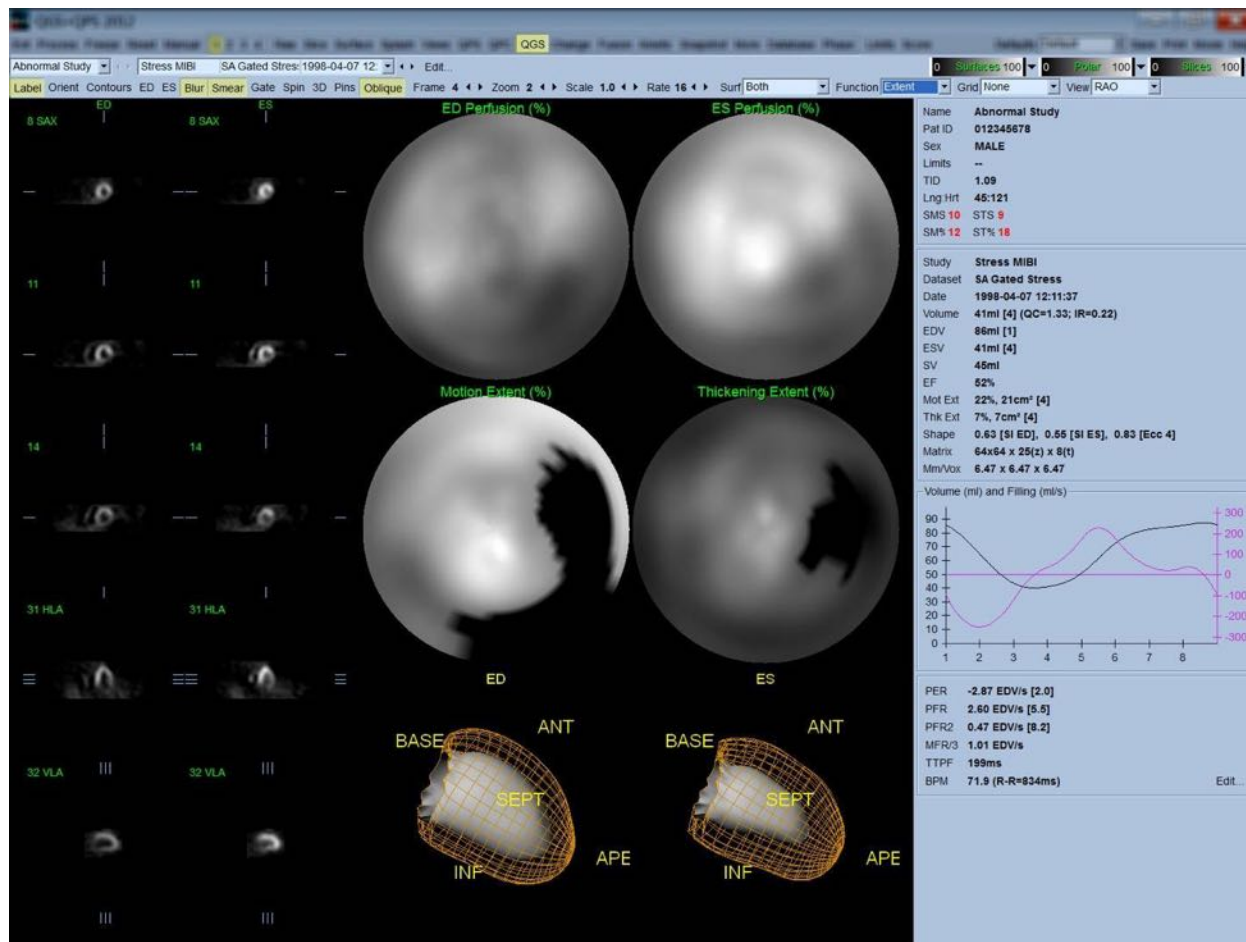 QGS+QPS 2012
QGS
Abnormal Study Stress MIBI SA Gated Stres: 1998-04-07 12: Edit...
0 Surfaces 100 0 Polar 100 0 Slices 100
Label Orient Contours ED ES Blur Smear Gate Spin 3D Pins Oblique Frame 4 Zoom 2 Scale 1.0 Rate 16 Surf Both Function Extent Grid None View RAO
ED ES
8 SAX 8 SAX
11 11
14 14
31 HLA 31 HLA
32 VLA 32 VLA
ED Perfusion (%) ES Perfusion (%)
Motion Extent (%) Thickening Extent (%)
ED ES
BASE ANT SEPT INF APE
BASE ANT SEPT INF APE
Name Abnormal Study
Pat ID 012345678
Sex MALE
Limits --
TID 1.09
Lng:Hrt 45:121
SMS 10 STS 9
SM% 12 ST% 18
Study Stress MIBI
Dataset SA Gated Stress
Date 1998-04-07 12:11:37
Volume 41ml [4] (QC=1.33; IR=0.22)
EDV 86ml [1]
ESV 41ml [4]
SV 45ml
EF 52%
Mot Ext 22%, 21cm² [4]
Thk Ext 7%, 7cm² [4]
Shape 0.63 [SI ED], 0.55 [SI ES], 0.83 [Ecc 4]
Matrix 64x64 x 25(z) x 8(t)
Mm/Vox 6.47 x 6.47 x 6.47
Volume (ml) and Filling (ml/s)
90 300
80 200
70 100
60
50 0
40
30 -100
20 -200
10
0 -300
1 2 3 4 5 6 7 8
PER -2.87 EDV/s [2.0]
PFR 2.60 EDV/s [5.5]
PFR2 0.47 EDV/s [8.2]
MFR/3 1.01 EDV/s
TTPF 199ms
BPM 71.9 (R-R=834ms) Edit...